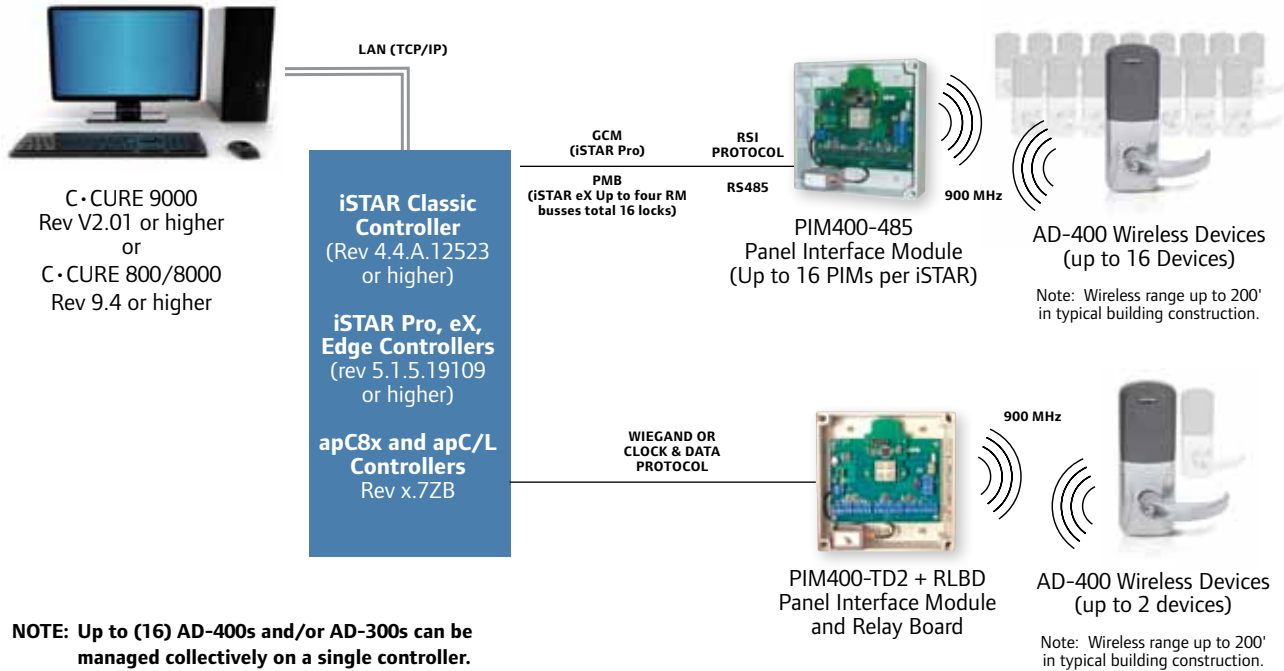 LAN (TCP/IP)
C•CURE 9000
Rev V2.01 or higher
or
C•CURE 800/8000
Rev 9.4 or higher
iSTAR Classic
Controller
(Rev 4.4.A.12523
or higher)
iSTAR Pro, eX,
Edge Controllers
(rev 5.1.5.19109
or higher)
apC8x and apC/L
Controllers
Rev x.7ZB
GCM
(iSTAR Pro)
PMB
(iSTAR eX Up to four RM
busses total 16 locks)
RSI
PROTOCOL
RS485
900 MHz
PIM400-485
Panel Interface Module
(Up to 16 PIMs per iSTAR)
AD-400 Wireless Devices
(up to 16 Devices)
Note: Wireless range up to 200'
in typical building construction.
WIEGAND OR
CLOCK & DATA
PROTOCOL
900 MHz
PIM400-TD2 + RLBD
Panel Interface Module
and Relay Board
AD-400 Wireless Devices
(up to 2 devices)
Note: Wireless range up to 200'
in typical building construction.
NOTE: Up to (16) AD-400s and/or AD-300s can be
managed collectively on a single controller.